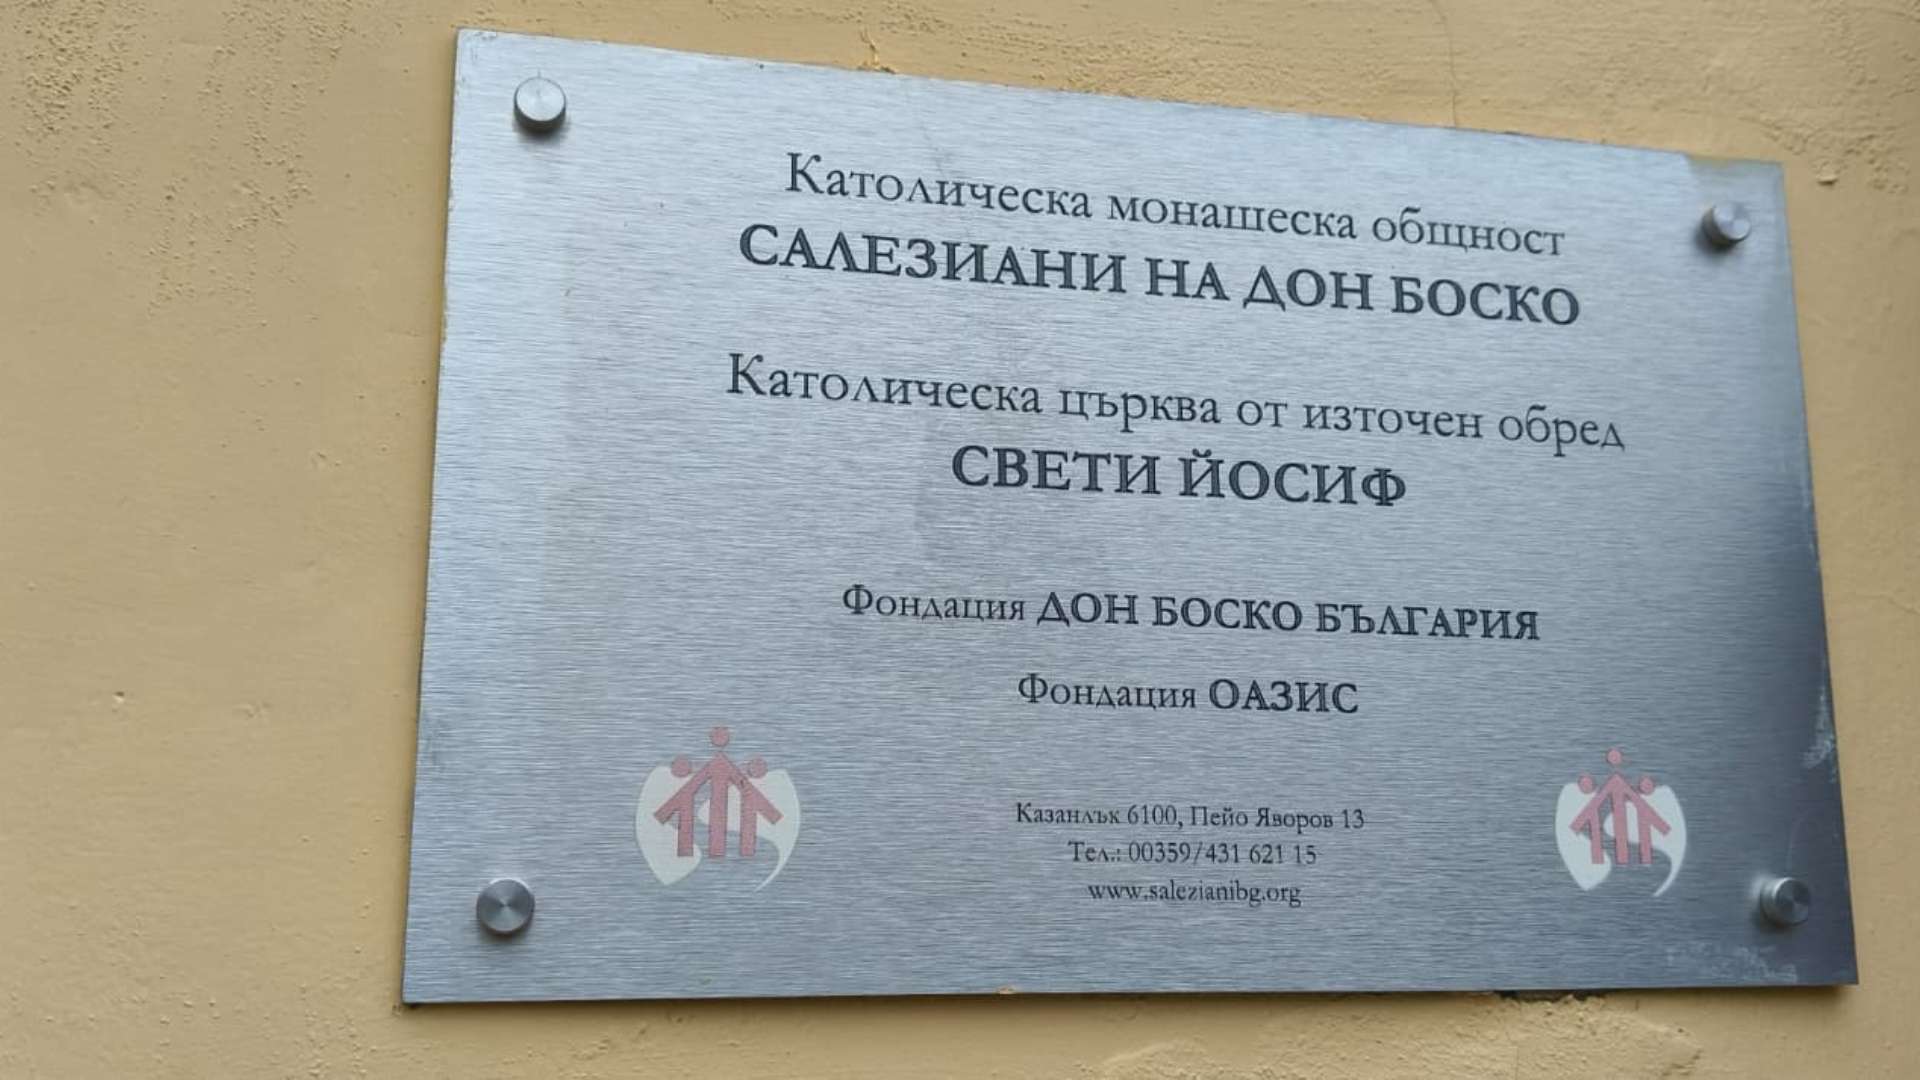 Католическа монашеска общност
САЛЕЗИАНИ НА ДОН БОСКО
Католическа църква от източен обред
СВЕТИ ЙОСИФ
Фондация ДОН БОСКО БЪЛГАРИЯ
Фондация ОАЗИС
Казанлък 6100, Пейо Яворов 13
Тел.: 00359/431 621 15
www.salezianibg.org